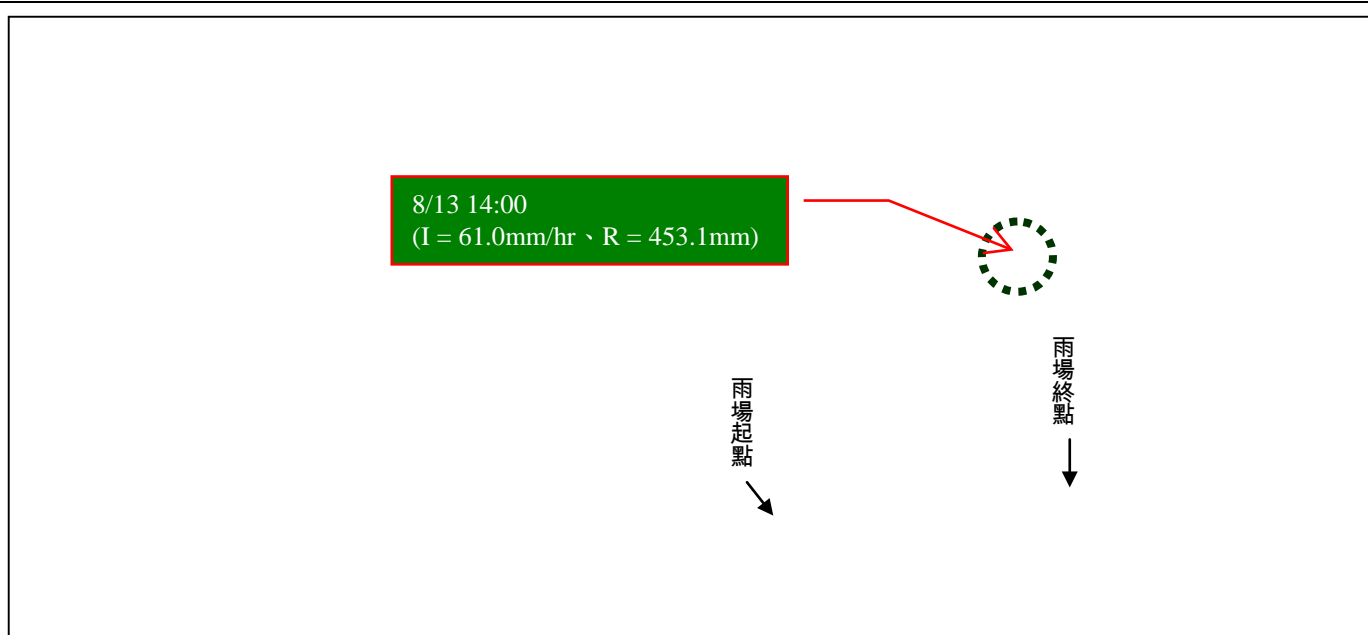 8/13 14:00
(I = 61.0mm/hr、R = 453.1mm)
雨場起點
雨場終點